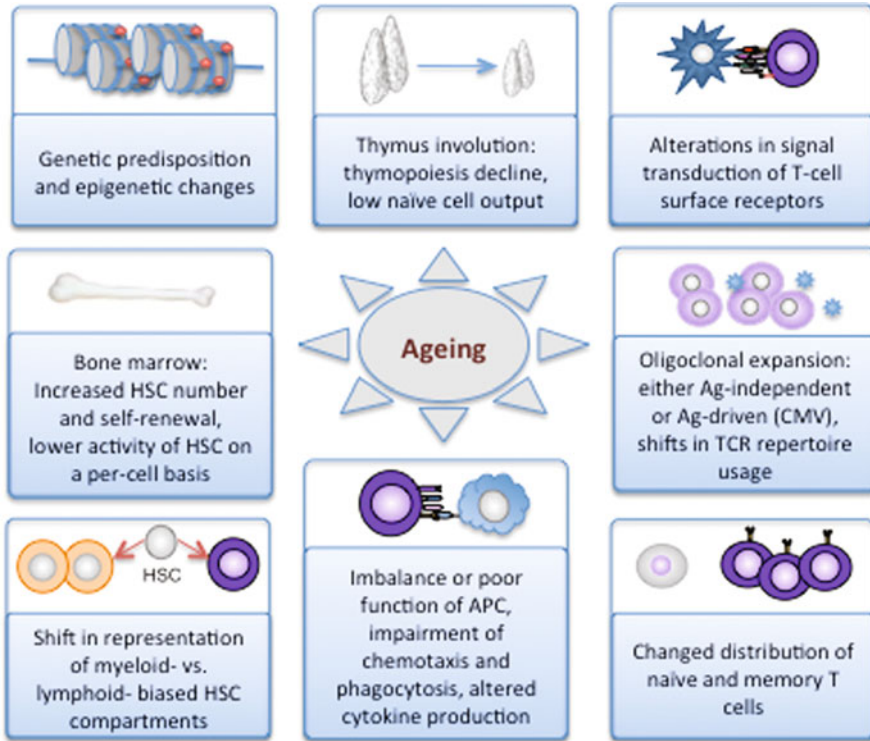 Genetic predisposition
and epigenetic changes
Thymus involution:
thymopoiesis decline,
low naïve cell output
Alterations in signal
transduction of T-cell
surface receptors
Bone marrow:
Increased HSC number
and self-renewal,
lower activity of HSC on
a per-cell basis
Ageing
Oligoclonal expansion:
either Ag-independent
or Ag-driven (CMV),
shifts in TCR repertoire
usage
HSC
Shift in representation
of myeloid- vs.
lymphoid- biased HSC
compartments
Imbalance or poor
function of APC,
impairment of
chemotaxis and
phagocytosis, altered
cytokine production
Changed distribution of
naïve and memory T
cells